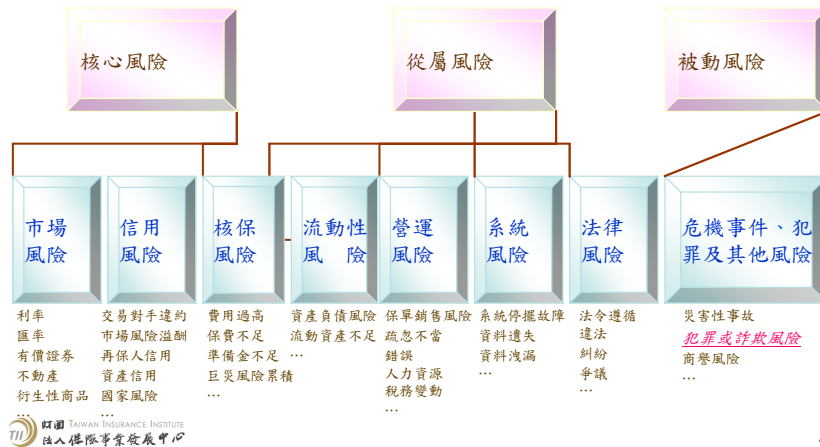 核心風險
從屬風險
被動風險
市場
風險
信用
風險
核保
風險
流動性
風 險
營運
風險
系統
風險
法律
風險
危機事件、犯
罪及其他風險
利率
匯率
有價證券
不動產
衍生性商品
…
交易對手違約
市場風險溢酬
再保人信用
資產信用
國家風險
…
費用過高
保費不足
準備金不足
巨災風險累積
…
資產負債風險
流動資產不足
…
保單銷售風險
疏忽不當
錯誤
人力資源
稅務變動
…
系統停擺故障
資料遺失
資料洩漏
…
法令遵循
違法
糾紛
爭議
…
災害性事故
犯罪或詐欺風險
商譽風險
…
TII
財團 TAIWAN INSURANCE INSTITUTE
法人保險事業發展中心